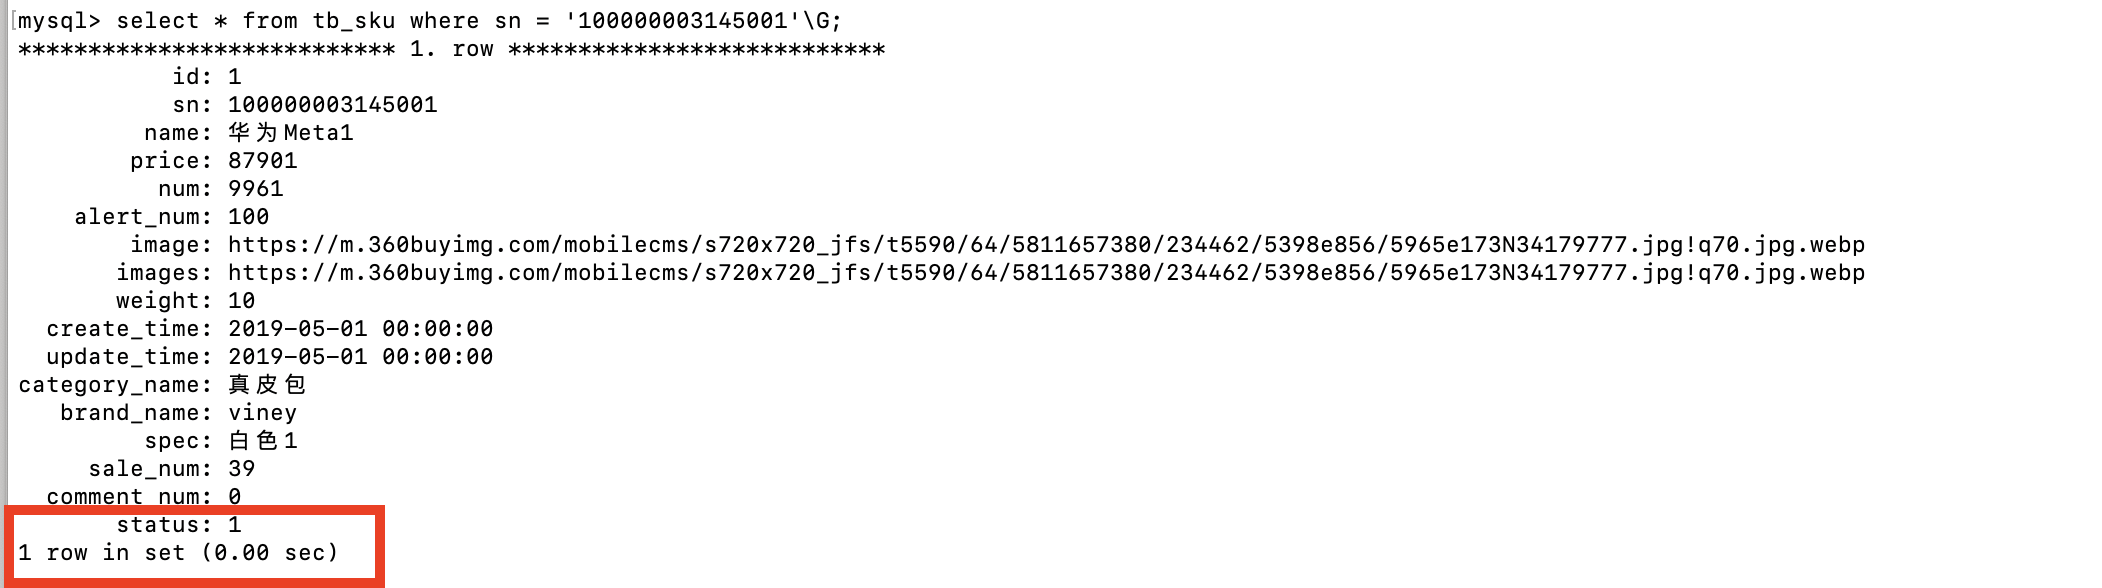 [mysql> select * from tb_sku where sn = '100000003145001'\G;
*************************** 1. row ***************************
id: 1
sn: 100000003145001
name: 华为Meta1
price: 87901
num: 9961
alert_num: 100
image: https://m.360buyimg.com/mobilecms/s720x720_jfs/t5590/64/5811657380/234462/5398e856/5965e173N34179777.jpg!q70.jpg.webp
images: https://m.360buyimg.com/mobilecms/s720x720_jfs/t5590/64/5811657380/234462/5398e856/5965e173N34179777.jpg!q70.jpg.webp
weight: 10
create_time: 2019-05-01 00:00:00
update_time: 2019-05-01 00:00:00
category_name: 真皮包
brand_name: viney
spec: 白色1
sale_num: 39
comment_num: 0
status: 1
1 row in set (0.00 sec)